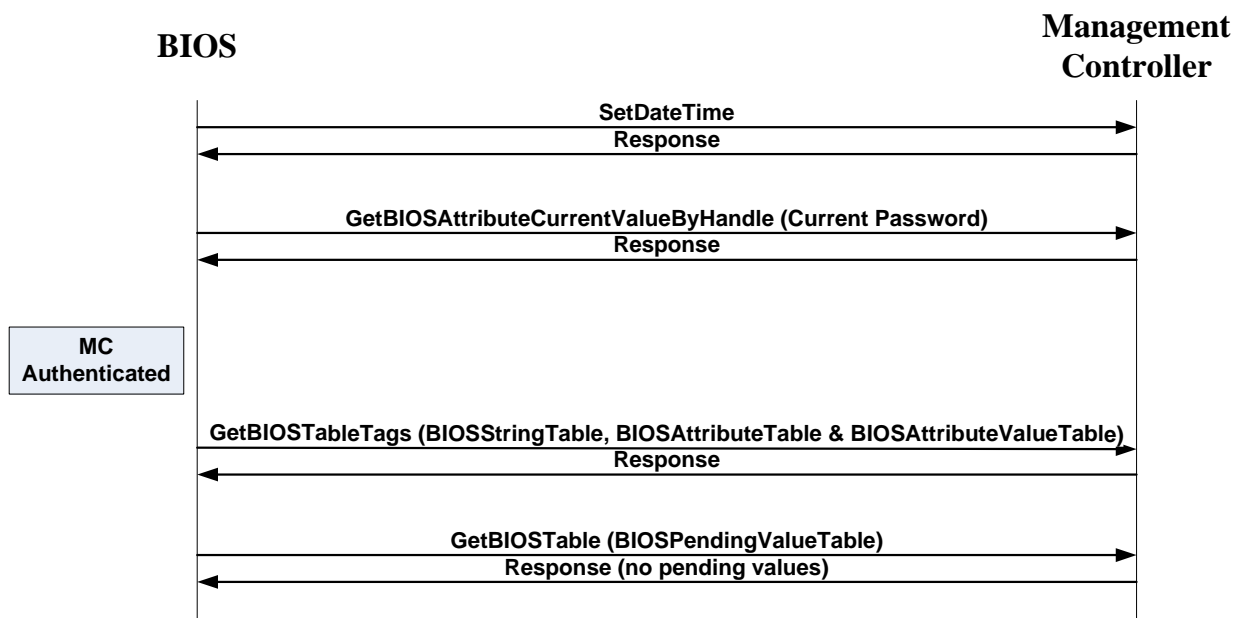 BIOS
Management
Controller
SetDateTime
Response
GetBIOSAttributeCurrentValueByHandle (Current Password)
Response
MC
Authenticated
GetBIOSTableTags (BIOSStringTable, BIOSAttributeTable & BIOSAttributeValueTable)
Response
GetBIOSTable (BIOSPendingValueTable)
Response (no pending values)